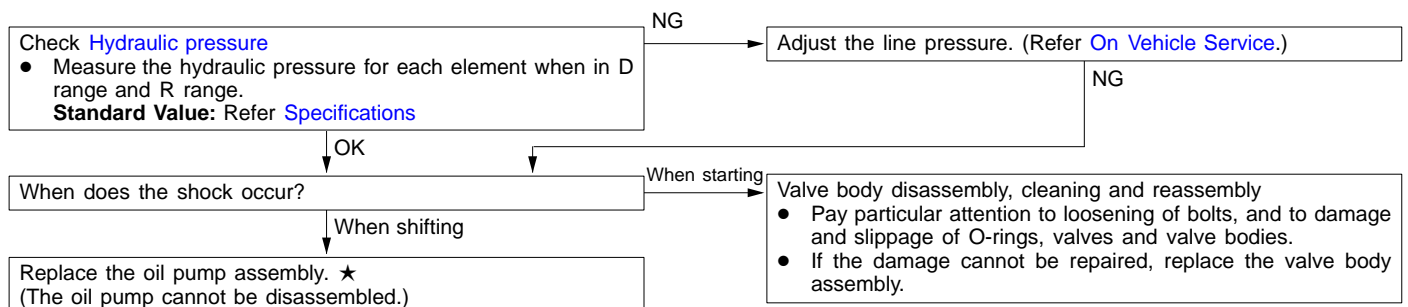 NG
Check Hydraulic pressure
● Measure the hydraulic pressure for each element when in D
range and R range.
Standard Value: Refer Specifications
Adjust the line pressure. (Refer On Vehicle Service.)
NG
OK
When does the shock occur?
When starting
Valve body disassembly, cleaning and reassembly
● Pay particular attention to loosening of bolts, and to damage
and slippage of O-rings, valves and valve bodies.
● If the damage cannot be repaired, replace the valve body
assembly.
When shifting
Replace the oil pump assembly. ★
(The oil pump cannot be disassembled.)